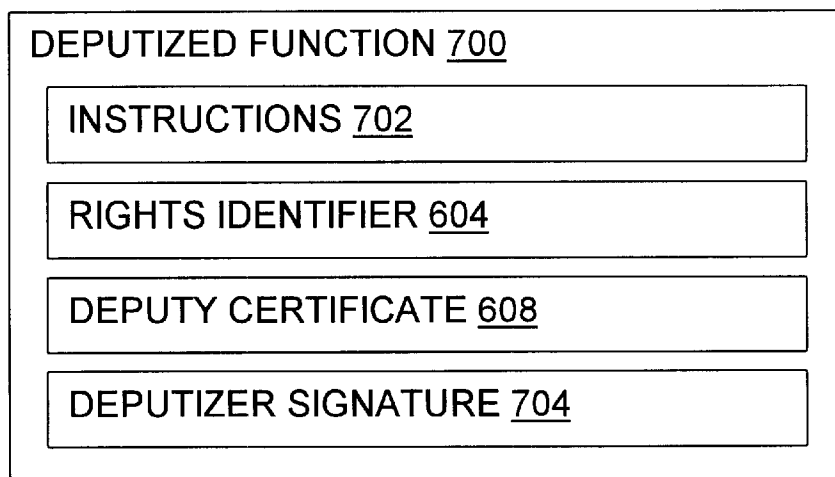 DEPUTIZED FUNCTION 700
INSTRUCTIONS 702
RIGHTS IDENTIFIER 604
DEPUTY CERTIFICATE 608
DEPUTIZER SIGNATURE 704